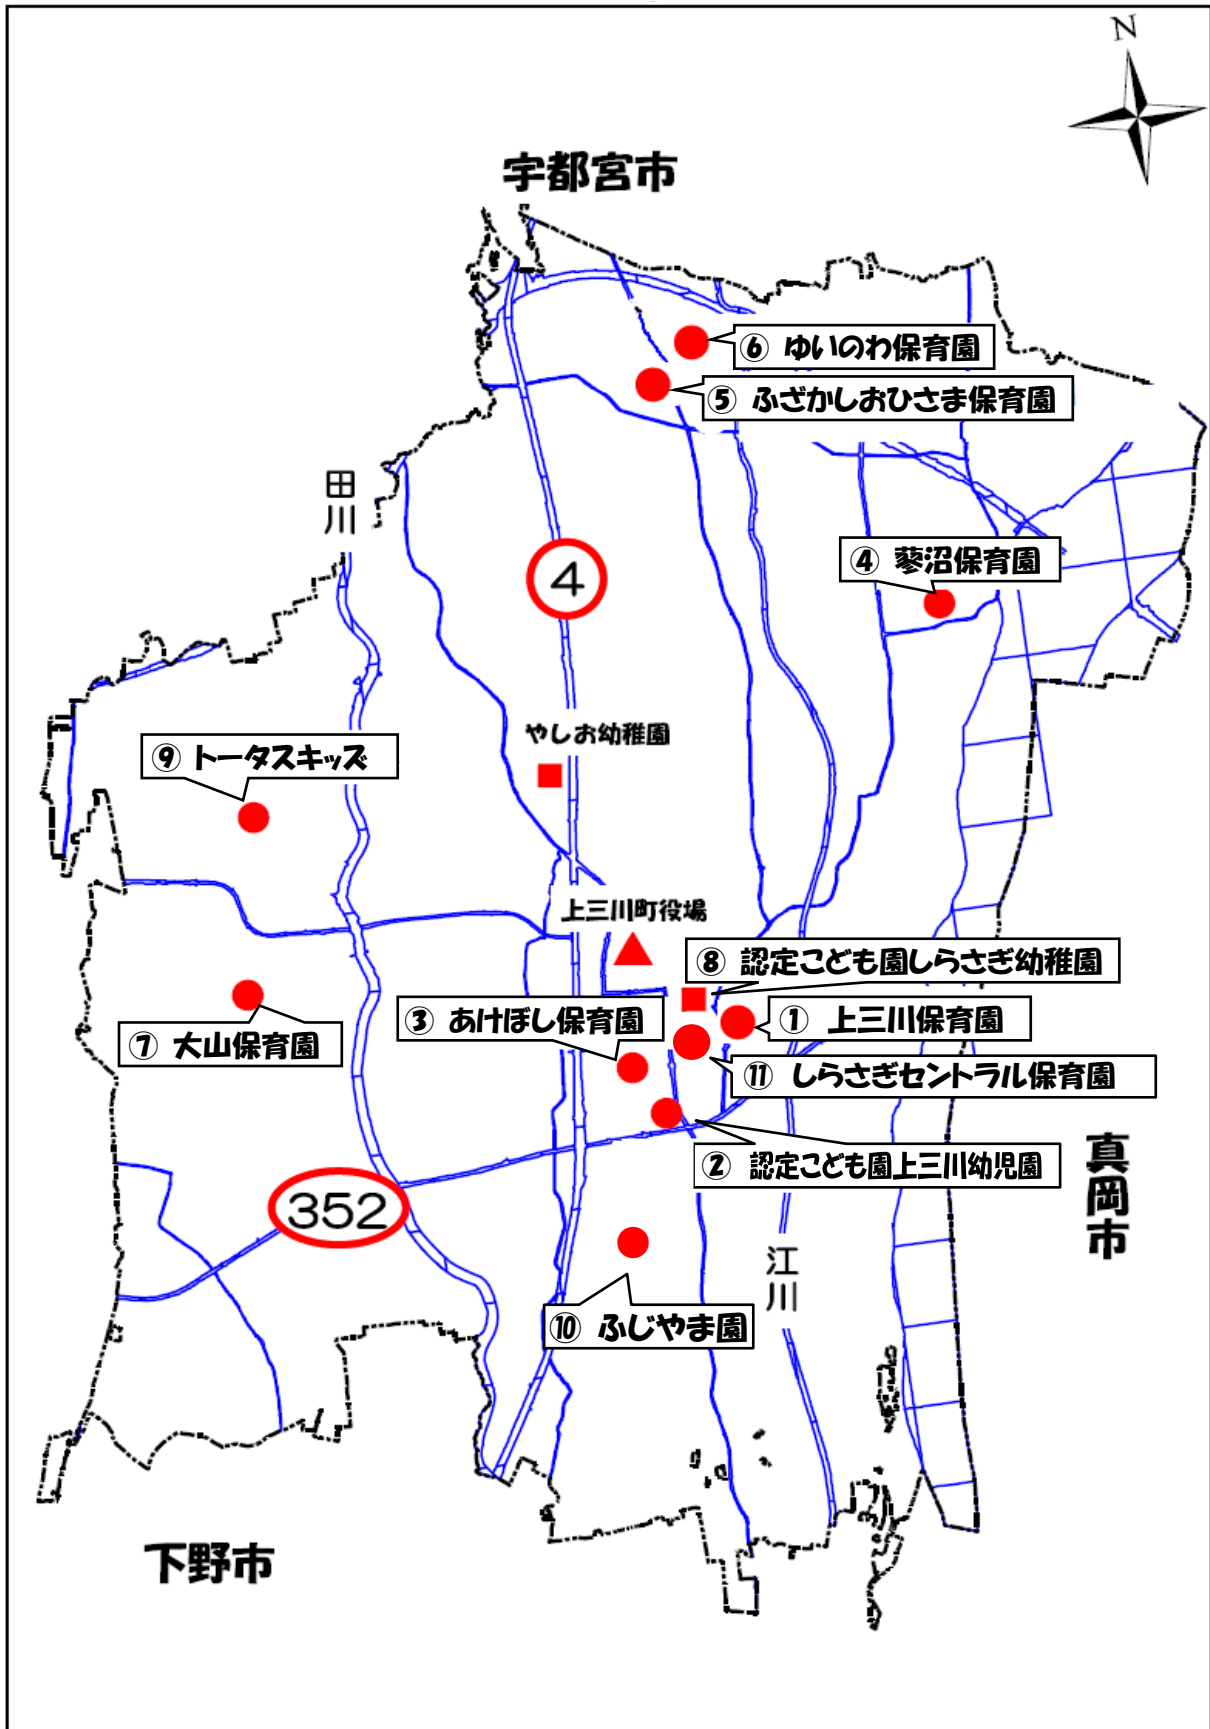 N
宇都宮市
⑥ ゆいのわ保育園
⑤ ふざかしおひさま保育園
田川
4
④ 蓼沼保育園
やしお幼稚園
⑨ トータスキッズ
上三川町役場
⑧ 認定こども園しらさぎ幼稚園
③ あけぼし保育園
① 上三川保育園
⑦ 大山保育園
⑪ しらさぎセントラル保育園
② 認定こども園上三川幼児園
真岡市
352
江川
⑩ ふじやま園
下野市